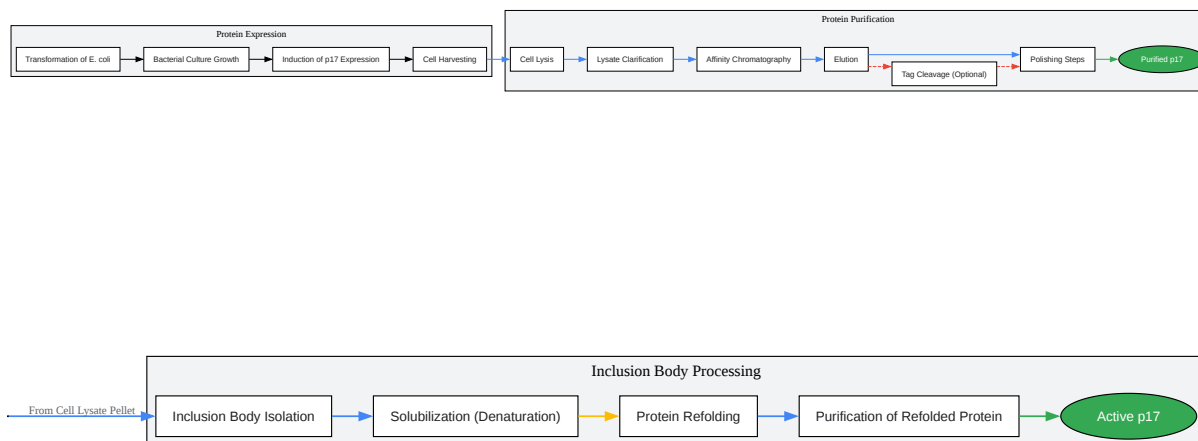 Protein Expression
Transformation of E. coli
Bacterial Culture Growth
Induction of p17 Expression
Cell Harvesting
Protein Purification
Cell Lysis
Lysate Clarification
Affinity Chromatography
Elution
Tag Cleavage (Optional)
Polishing Steps
Purified p17
Inclusion Body Processing
From Cell Lysate Pellet
Inclusion Body Isolation
Solubilization (Denaturation)
Protein Refolding
Purification of Refolded Protein
Active p17